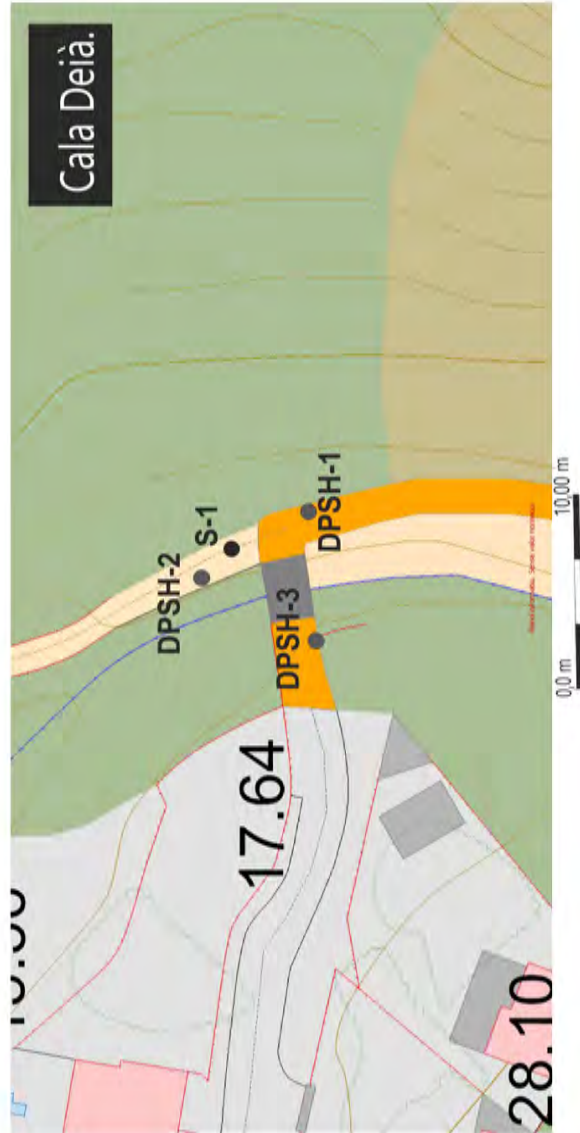 Cala Deià.
DPSH-2
S-1
DPSH-1
DPSH-3
17.64
28.10
0,0 m
10,00 m